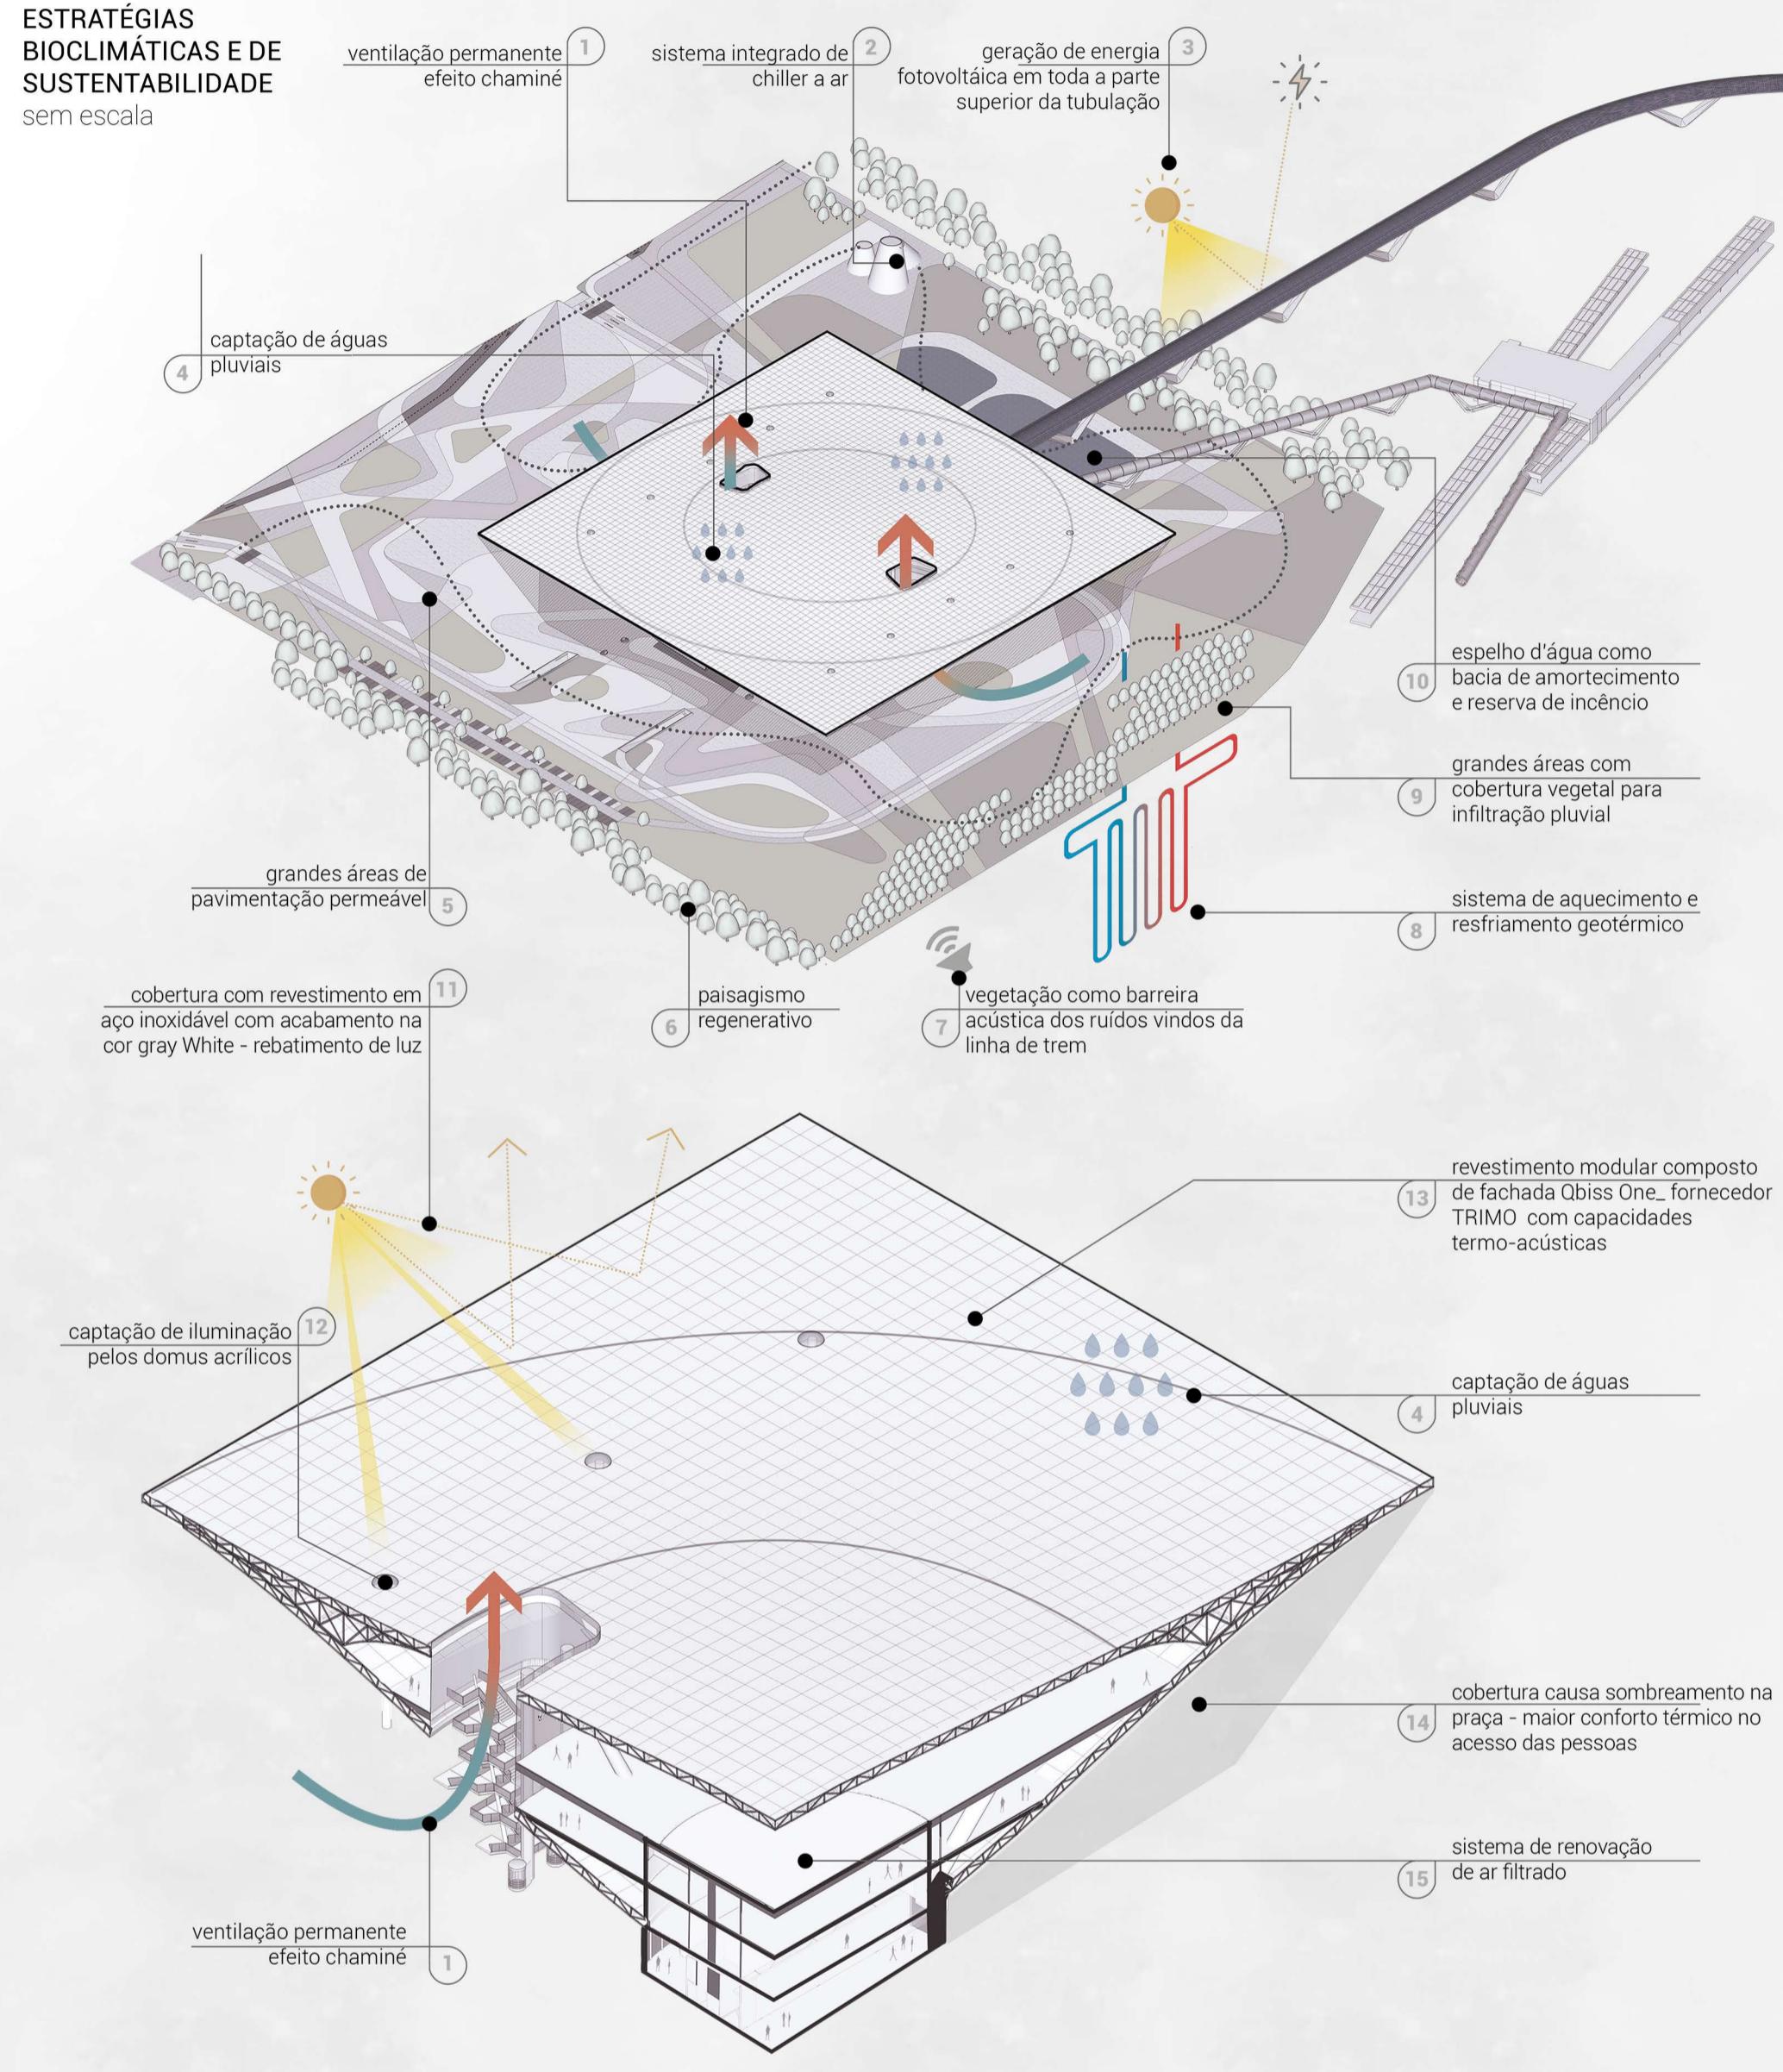 ESTRATÉGIAS
BIOCLIMÁTICAS E DE
SUSTENTABILIDADE
sem escala
ventilação permanente
efeito chaminé
1
sistema integrado de
chiller a ar
2
geração de energia
fotovoltáica em toda a parte
superior da tubulação
3
captação de águas
pluviais
4
espelho d'água como
bacia de amortecimento
e reserva de incêncio
10
grandes áreas com
cobertura vegetal para
infiltração pluvial
9
grandes áreas de
pavimentação permeável
5
sistema de aquecimento e
resfriamento geotérmico
8
cobertura com revestimento em
aço inoxidável com acabamento na
cor gray White - rebatimento de luz
11
paisagismo
regenerativo
6
vegetação como barreira
acústica dos ruídos vindos da
linha de trem
7
revestimento modular composto
de fachada Qbiss One_ fornecedor
TRIMO com capacidades
termo-acústicas
13
captação de iluminação
pelos domus acrílicos
12
captação de águas
pluviais
4
cobertura causa sombreamento na
praça - maior conforto térmico no
acesso das pessoas
14
sistema de renovação
de ar filtrado
15
ventilação permanente
efeito chaminé
1